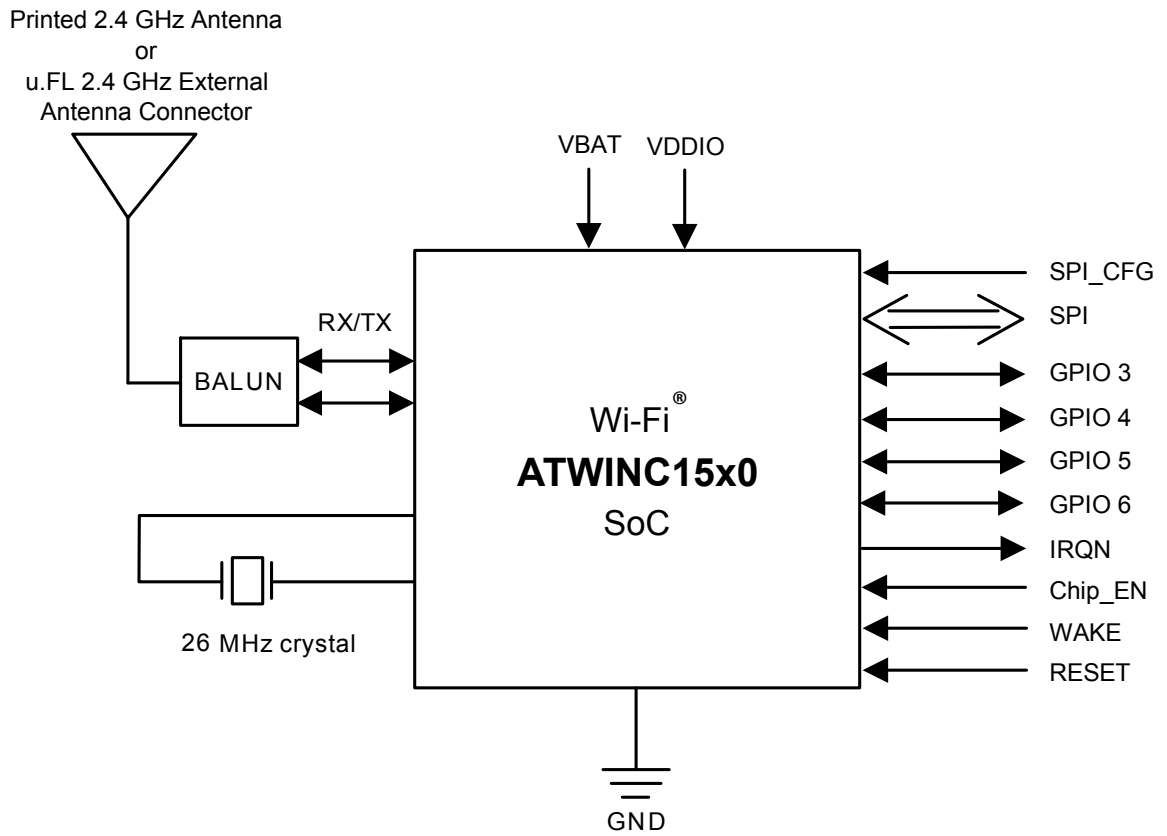 Printed 2.4 GHz Antenna
or
u.FL 2.4 GHz External
Antenna Connector
VBAT
VDDIO
RX/TX
BALUN
Wi-Fi®
ATWINC15x0
SoC
26 MHz crystal
GND
SPI_CFG
SPI
GPIO 3
GPIO 4
GPIO 5
GPIO 6
IRQN
Chip_EN
WAKE
RESET